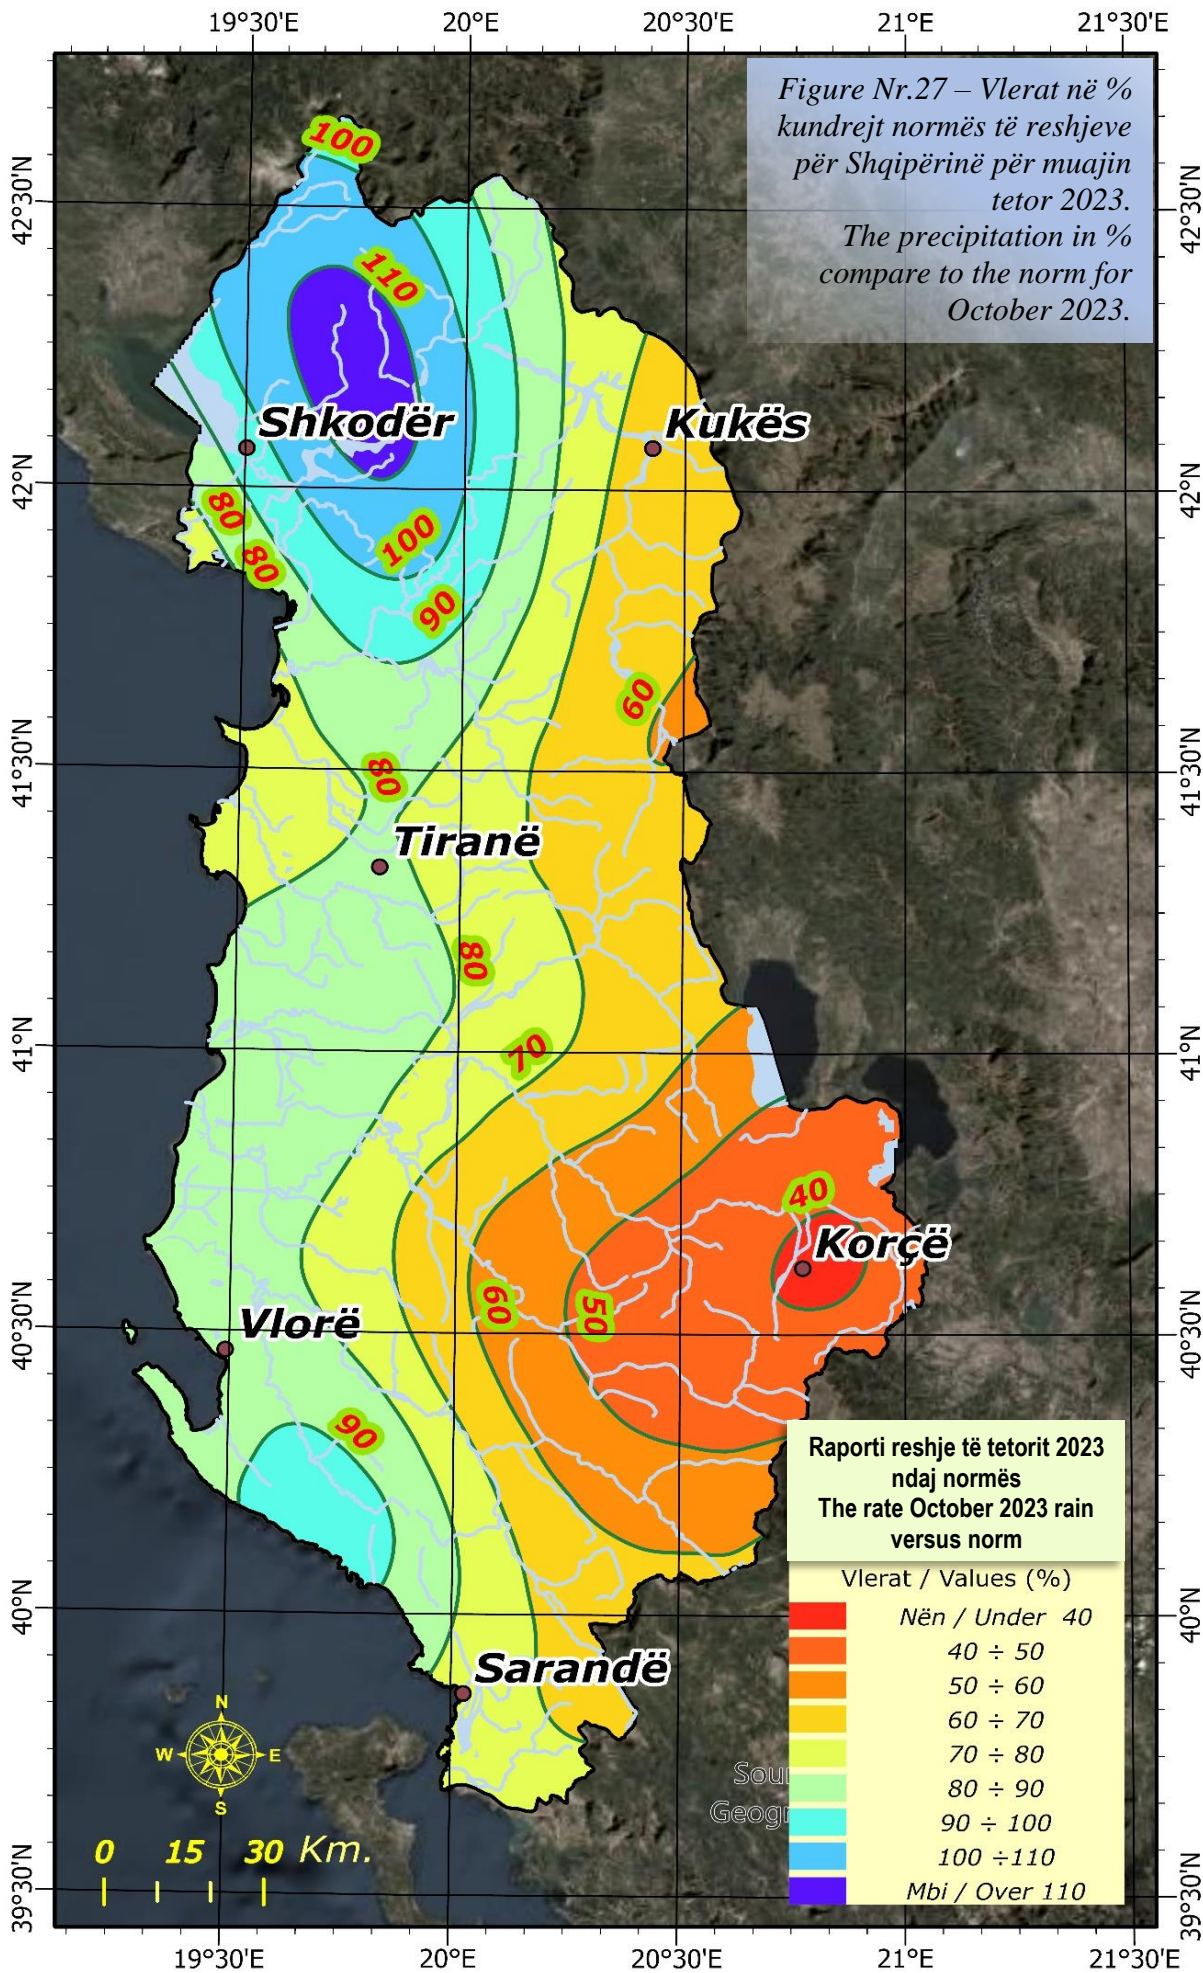 19°30'E 20°E 20°30'E 21°E 21°30'E
Figure Nr.27 – Vlerat në %
kundrejt normës të reshjeve
për Shqipërinë për muajin
tetor 2023.
The precipitation in %
compare to the norm for
October 2023.
100
42°30'N 42°30'N
110
Shkodër
Kukës
42°N 42°N
80
80
100
90
60
41°30'N 41°30'N
80
Tiranë
80
70
41°N 41°N
40
Korçë
60
50
Vlorë
40°30'N 40°30'N
90
Raporti reshje të tetorit 2023
ndaj normës
The rate October 2023 rain
versus norm
Vlerat / Values (%)
Nën / Under 40
40 ÷ 50
50 ÷ 60
60 ÷ 70
70 ÷ 80
80 ÷ 90
90 ÷ 100
100 ÷110
Mbi / Over 110
40°N 40°N
Sarandë
N
W E
S
Sour
Geogr
0 15 30 Km.
39°30'N 39°30'N
19°30'E 20°E 20°30'E 21°E 21°30'E